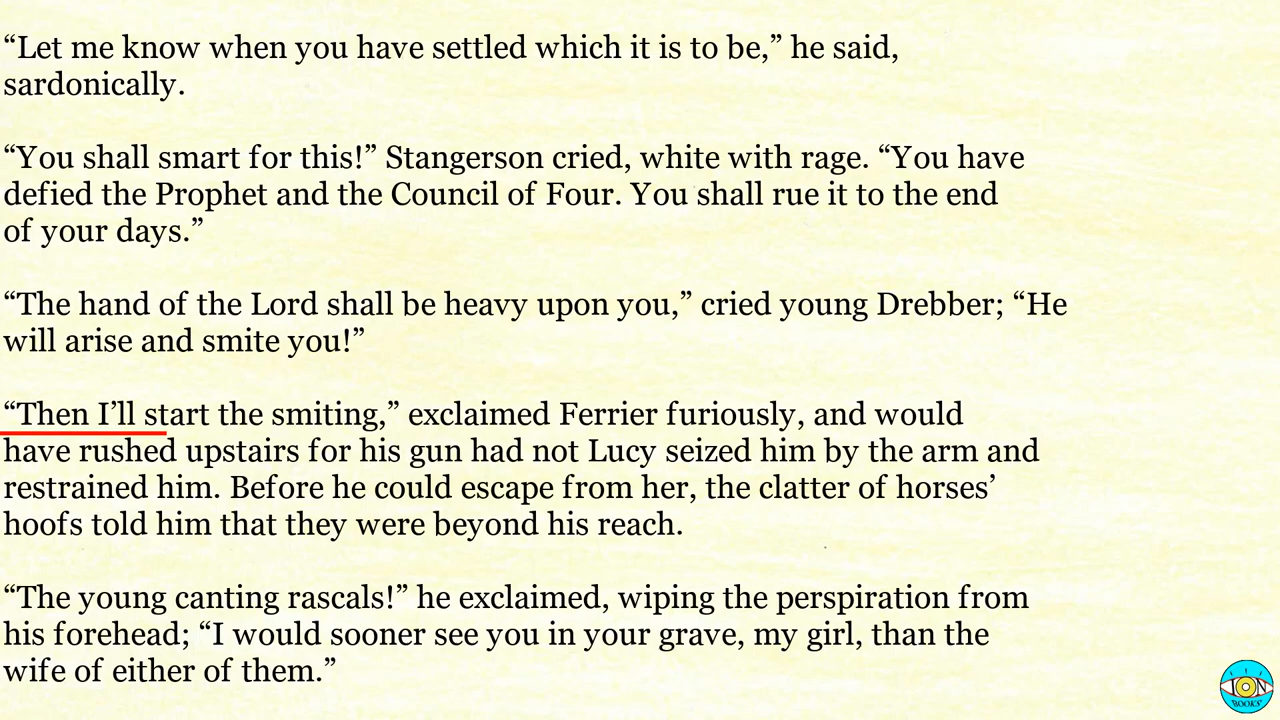 “Let me know when you have settled which it is to be,” he said,
sardonically.
“You shall smart for this!” Stangerson cried, white with rage. “You have
defied the Prophet and the Council of Four. You shall rue it to the end
of your days.”
“The hand of the Lord shall be heavy upon you,” cried young Drebber; “He
will arise and smite you!”
“Then I’ll start the smiting,” exclaimed Ferrier furiously, and would
have rushed upstairs for his gun had not Lucy seized him by the arm and
restrained him. Before he could escape from her, the clatter of horses’
hoofs told him that they were beyond his reach.
“The young canting rascals!” he exclaimed, wiping the perspiration from
his forehead; “I would sooner see you in your grave, my girl, than the
wife of either of them.”
ION
BOOKS